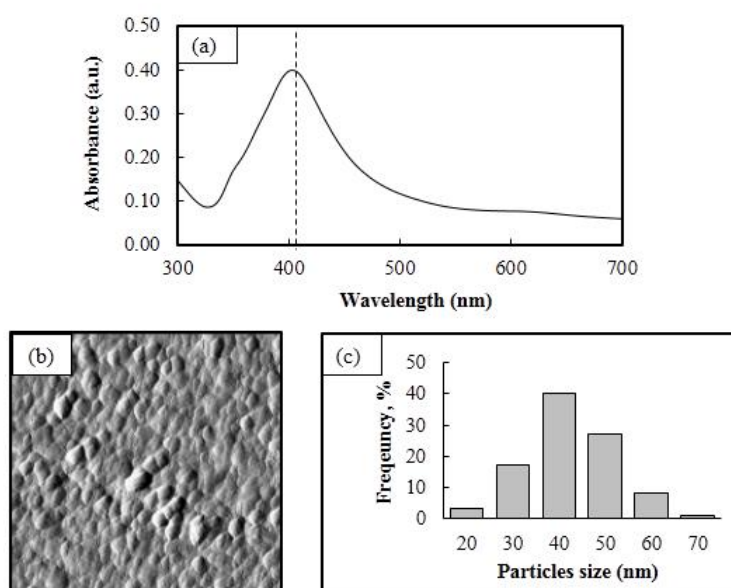 (a)
0.50
0.40
0.30
0.20
0.10
0.00
Absorbance (a.u.)
300 400 500 600 700
Wavelength (nm)
(b)
(c)
50
40
30
20
10
0
Freqeuncy, %
20 30 40 50 60 70
Particles size (nm)